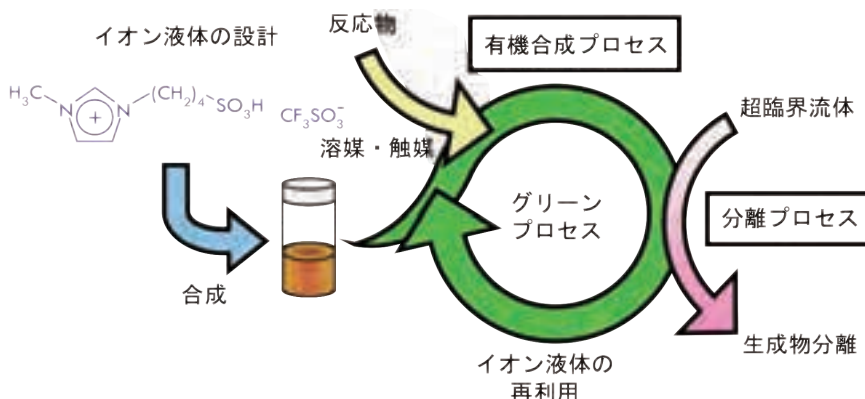 イオン液体の設計
反応物
有機合成プロセス
H₃C
N
+
N
(CH₂)₄
SO₃H
CF₃SO₃⁻
溶媒・触媒
超臨界流体
グリーン
プロセス
分離プロセス
合成
生成物分離
イオン液体の
再利用